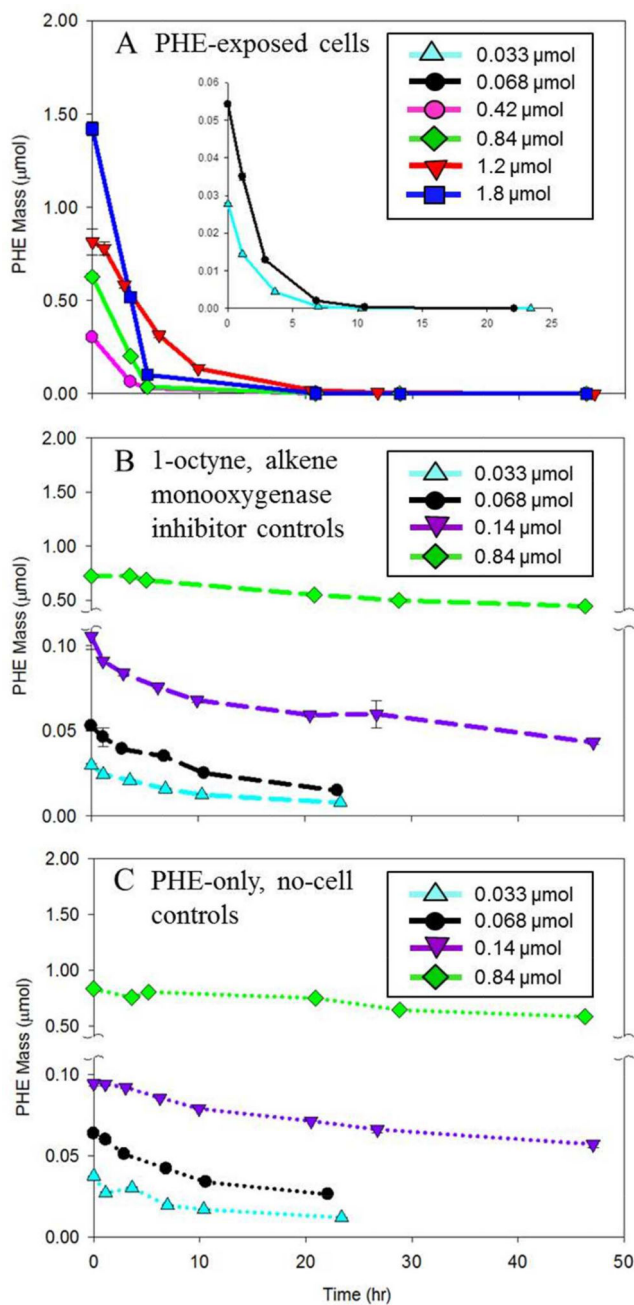 2.00
A PHE-exposed cells
0.033 µmol
0.068 µmol
0.42 µmol
0.84 µmol
1.2 µmol
1.8 µmol
1.50
1.00
0.50
0.00
PHE Mass (µmol)
0.06
0.05
0.04
0.03
0.02
0.01
0.00
0 5 10 15 20 25
0 10 20 30 40 50
2.00
B 1-octyne, alkene
monooxygenase
inhibitor controls
0.033 µmol
0.068 µmol
0.14 µmol
0.84 µmol
1.50
1.00
0.50
0.10
0.05
0.00
PHE Mass (µmol)
2.00
C PHE-only, no-cell
controls
0.033 µmol
0.068 µmol
0.14 µmol
0.84 µmol
1.50
1.00
0.50
0.10
0.05
0.00
PHE Mass (µmol)
0 10 20 30 40 50
Time (hr)